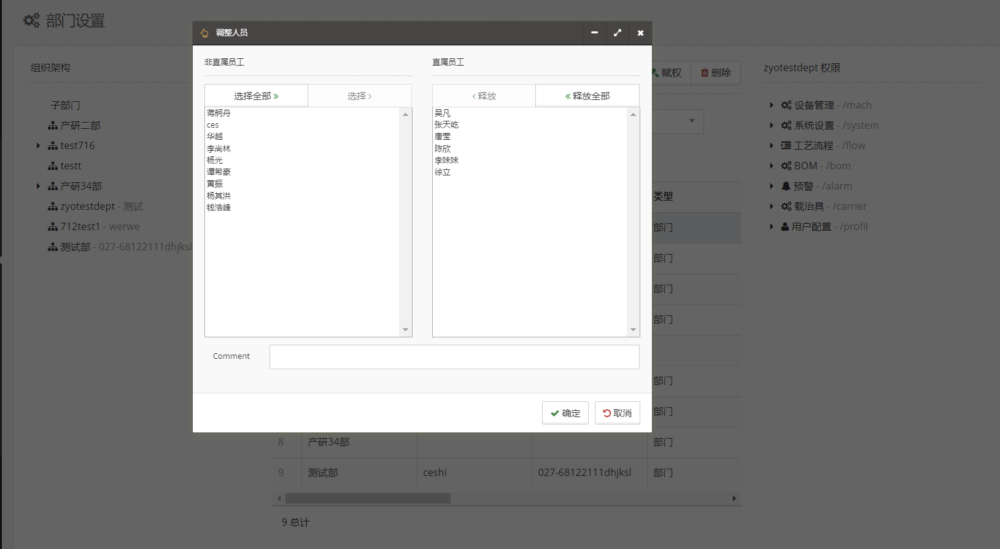 部门设置
调整人员
组织架构
子部门
产研二部
test716
testt
产研34部
zyotestdept - 测试
712test1 - werwe
测试部 - 027-68122111dhjksl
非直属员工
选择全部 选择
蒋舸舟
ces
华越
李尚林
杨光
谭希豪
黄振
杨其洪
钱浩峰
直属员工
释放 释放全部
吴凡
张天屹
唐莹
陈欣
李妹妹
徐立
Comment
确定 取消
赋权 删除
类型
部门
部门
部门
部门
部门
部门
8 产研34部 部门
9 测试部 ceshi 027-68122111dhjksl 部门
9 总计
zyotestdept 权限
设备管理 - /mach
系统设置 - /system
工艺流程 - /flow
BOM - /bom
预警 - /alarm
载治具 - /carrier
用户配置 - /profil